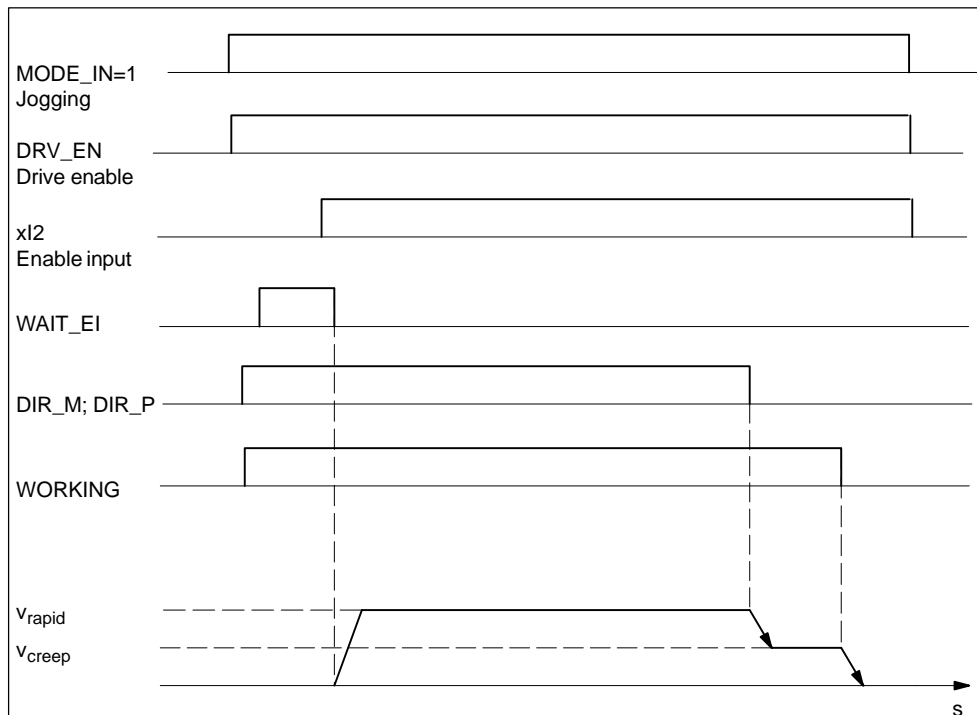 MODE_IN=1
Jogging
DRV_EN
Drive enable
xI2
Enable input
WAIT_EI
DIR_M; DIR_P
WORKING
vrapid
vcreep
s